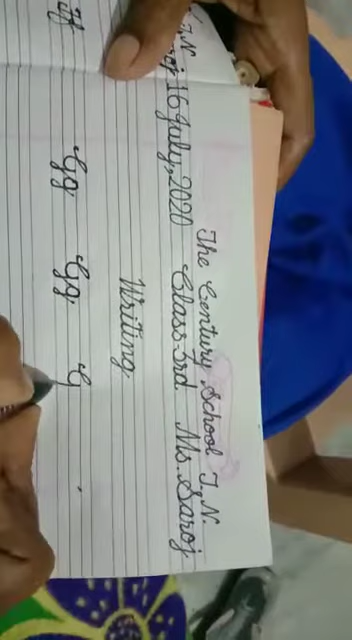 The Century School T.N.
16 July, 2020 Class 3rd Ms. Saroj
Writing
Gg Gg G